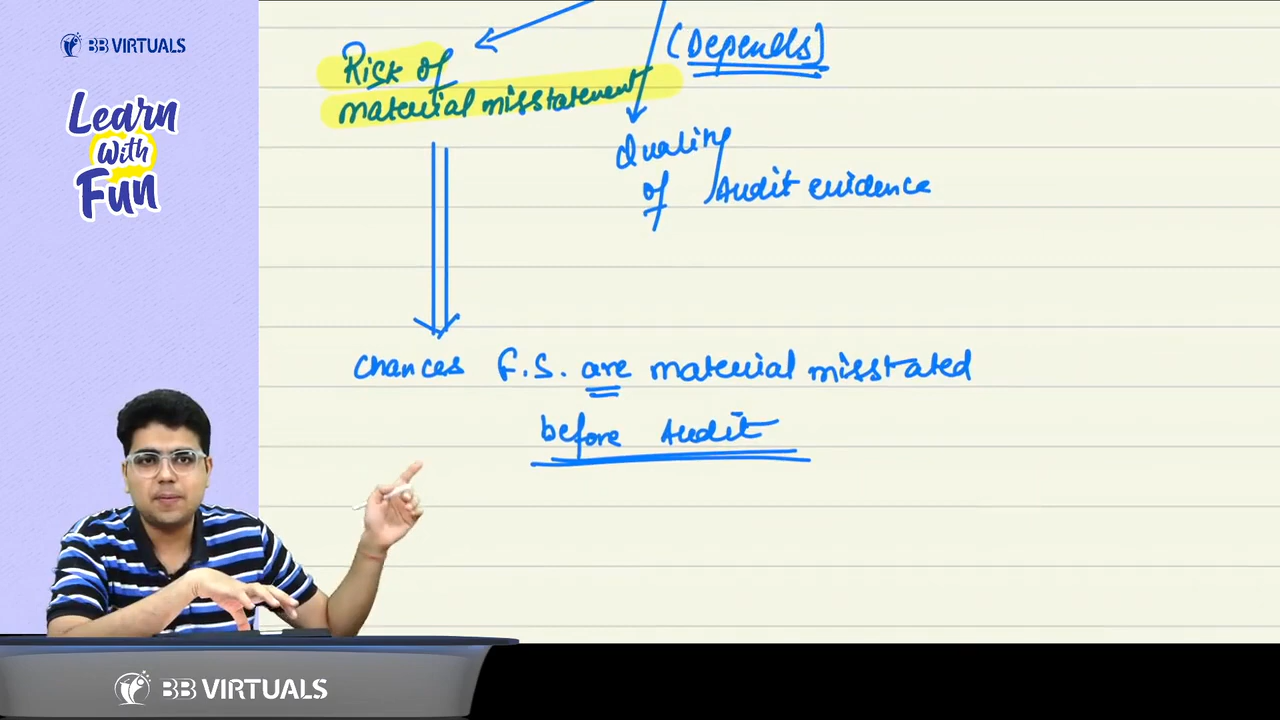 BB VIRTUALS
Learn
With
Fun
(Depends)
Risk of
material misstatement
Quality
of Audit evidence
chances F.S. are material misstated
before Audit
BB VIRTUALS